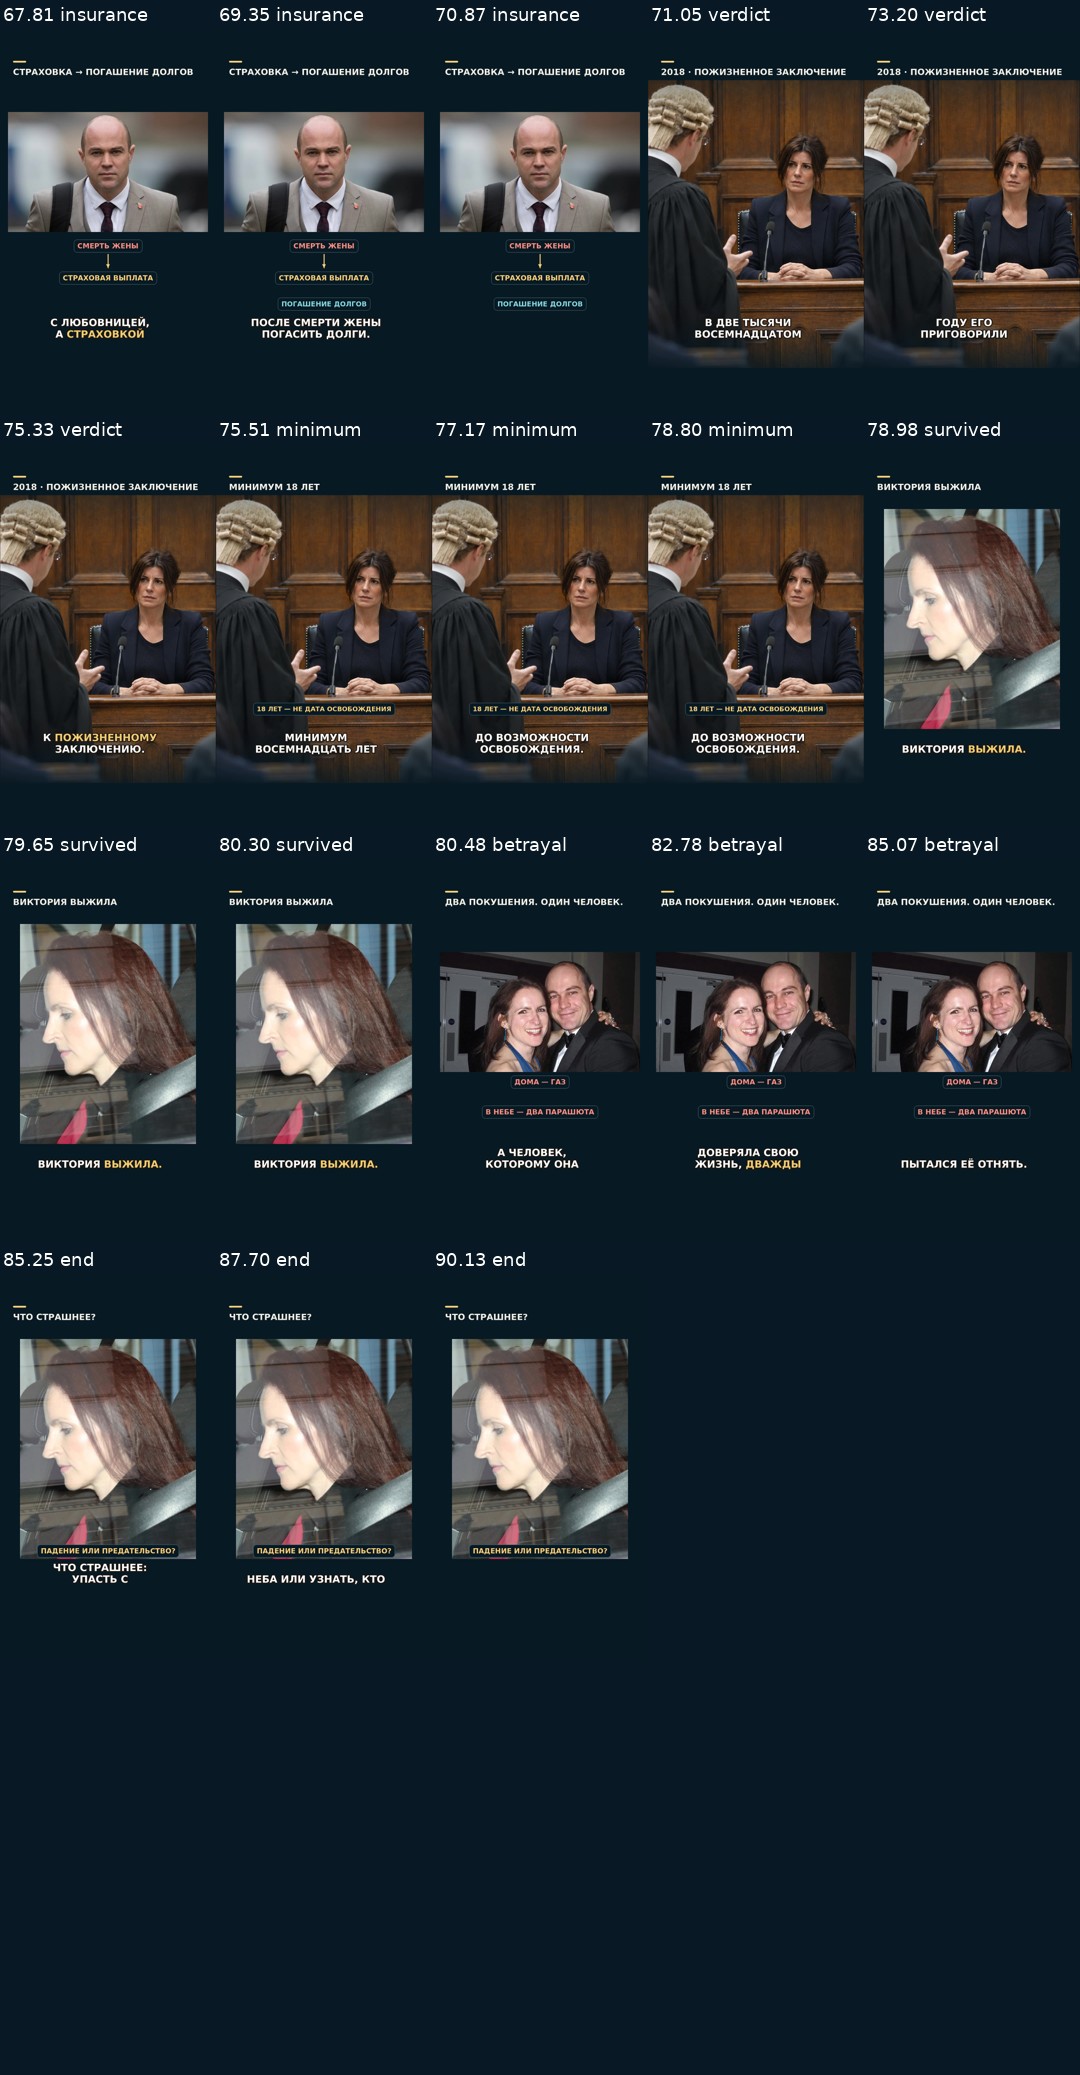 67.81 insurance
СТРАХОВКА → ПОГАШЕНИЕ ДОЛГОВ
СМЕРТЬ ЖЕНЫ
СТРАХОВАЯ ВЫПЛАТА
С ЛЮБОВНИЦЕЙ,
А СТРАХОВКОЙ
69.35 insurance
СТРАХОВКА → ПОГАШЕНИЕ ДОЛГОВ
СМЕРТЬ ЖЕНЫ
СТРАХОВАЯ ВЫПЛАТА
ПОГАШЕНИЕ ДОЛГОВ
ПОСЛЕ СМЕРТИ ЖЕНЫ
ПОГАСИТЬ ДОЛГИ.
70.87 insurance
СТРАХОВКА → ПОГАШЕНИЕ ДОЛГОВ
СМЕРТЬ ЖЕНЫ
СТРАХОВАЯ ВЫПЛАТА
ПОГАШЕНИЕ ДОЛГОВ
71.05 verdict
2018 · ПОЖИЗНЕННОЕ ЗАКЛЮЧЕНИЕ
В ДВЕ ТЫСЯЧИ
ВОСЕМНАДЦАТОМ
73.20 verdict
2018 · ПОЖИЗНЕННОЕ ЗАКЛЮЧЕНИЕ
ГОДУ ЕГО
ПРИГОВОРИЛИ
75.33 verdict
2018 · ПОЖИЗНЕННОЕ ЗАКЛЮЧЕНИЕ
К ПОЖИЗНЕННОМУ
ЗАКЛЮЧЕНИЮ.
75.51 minimum
МИНИМУМ 18 ЛЕТ
18 ЛЕТ — НЕ ДАТА ОСВОБОЖДЕНИЯ
МИНИМУМ
ВОСЕМНАДЦАТЬ ЛЕТ
77.17 minimum
МИНИМУМ 18 ЛЕТ
18 ЛЕТ — НЕ ДАТА ОСВОБОЖДЕНИЯ
ДО ВОЗМОЖНОСТИ
ОСВОБОЖДЕНИЯ.
78.80 minimum
МИНИМУМ 18 ЛЕТ
18 ЛЕТ — НЕ ДАТА ОСВОБОЖДЕНИЯ
ДО ВОЗМОЖНОСТИ
ОСВОБОЖДЕНИЯ.
78.98 survived
ВИКТОРИЯ ВЫЖИЛА
ВИКТОРИЯ ВЫЖИЛА.
79.65 survived
ВИКТОРИЯ ВЫЖИЛА
ВИКТОРИЯ ВЫЖИЛА.
80.30 survived
ВИКТОРИЯ ВЫЖИЛА
ВИКТОРИЯ ВЫЖИЛА.
80.48 betrayal
ДВА ПОКУШЕНИЯ. ОДИН ЧЕЛОВЕК.
ДОМА — ГАЗ
В НЕБЕ — ДВА ПАРАШЮТА
А ЧЕЛОВЕК,
КОТОРОМУ ОНА
82.78 betrayal
ДВА ПОКУШЕНИЯ. ОДИН ЧЕЛОВЕК.
ДОМА — ГАЗ
В НЕБЕ — ДВА ПАРАШЮТА
ДОВЕРЯЛА СВОЮ
ЖИЗНЬ, ДВАЖДЫ
85.07 betrayal
ДВА ПОКУШЕНИЯ. ОДИН ЧЕЛОВЕК.
ДОМА — ГАЗ
В НЕБЕ — ДВА ПАРАШЮТА
ПЫТАЛСЯ ЕЁ ОТНЯТЬ.
85.25 end
ЧТО СТРАШНЕЕ?
ПАДЕНИЕ ИЛИ ПРЕДАТЕЛЬСТВО?
ЧТО СТРАШНЕЕ:
УПАСТЬ С
87.70 end
ЧТО СТРАШНЕЕ?
ПАДЕНИЕ ИЛИ ПРЕДАТЕЛЬСТВО?
НЕБА ИЛИ УЗНАТЬ, КТО
90.13 end
ЧТО СТРАШНЕЕ?
ПАДЕНИЕ ИЛИ ПРЕДАТЕЛЬСТВО?